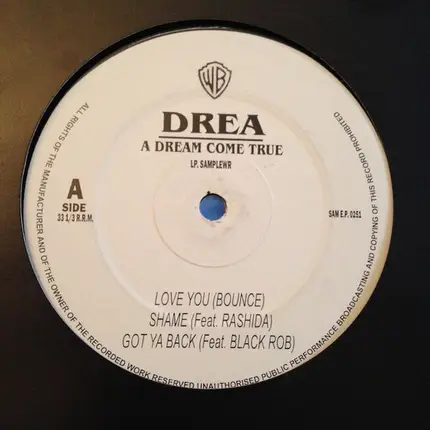 WB
DREA
A DREAM COME TRUE
LP. SAMPLEWR
A
SIDE
33 1/3 R.R.M.
SAM E.P. 0251
LOVE YOU (BOUNCE)
SHAME (Feat. RASHIDA)
GOT YA BACK (Feat. BLACK ROB)
ALL RIGHTS OF THE MANUFACTURER AND OF THE OWNER OF THE RECORDED WORK RESERVED UNAUTHORISED PUBLIC PERFORMANCE BROADCASTING AND COPYING OF THIS RECORD PROHIBITED